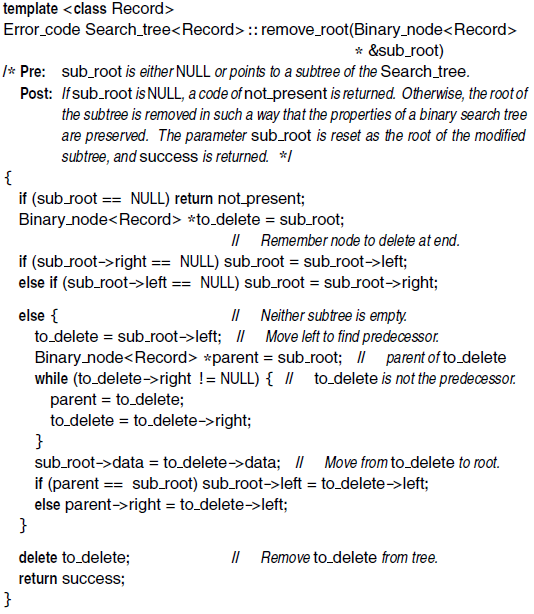 template <class Record>
Error_code Search_tree<Record> :: remove_root(Binary_node<Record>
* &sub_root)
/* Pre: sub_root is either NULL or points to a subtree of the Search_tree.
Post: If sub_root is NULL, a code of not_present is returned. Otherwise, the root of
the subtree is removed in such a way that the properties of a binary search tree
are preserved. The parameter sub_root is reset as the root of the modified
subtree, and success is returned. */
{
if (sub_root == NULL) return not_present;
Binary_node<Record> *to_delete = sub_root;
// Remember node to delete at end.
if (sub_root->right == NULL) sub_root = sub_root->left;
else if (sub_root->left == NULL) sub_root = sub_root->right;
else { // Neither subtree is empty.
to_delete = sub_root->left; // Move left to find predecessor.
Binary_node<Record> *parent = sub_root; // parent of to_delete
while (to_delete->right != NULL) { // to_delete is not the predecessor.
parent = to_delete;
to_delete = to_delete->right;
}
sub_root->data = to_delete->data; // Move from to_delete to root.
if (parent == sub_root) sub_root->left = to_delete->left;
else parent->right = to_delete->left;
}
delete to_delete; // Remove to_delete from tree.
return success;
}